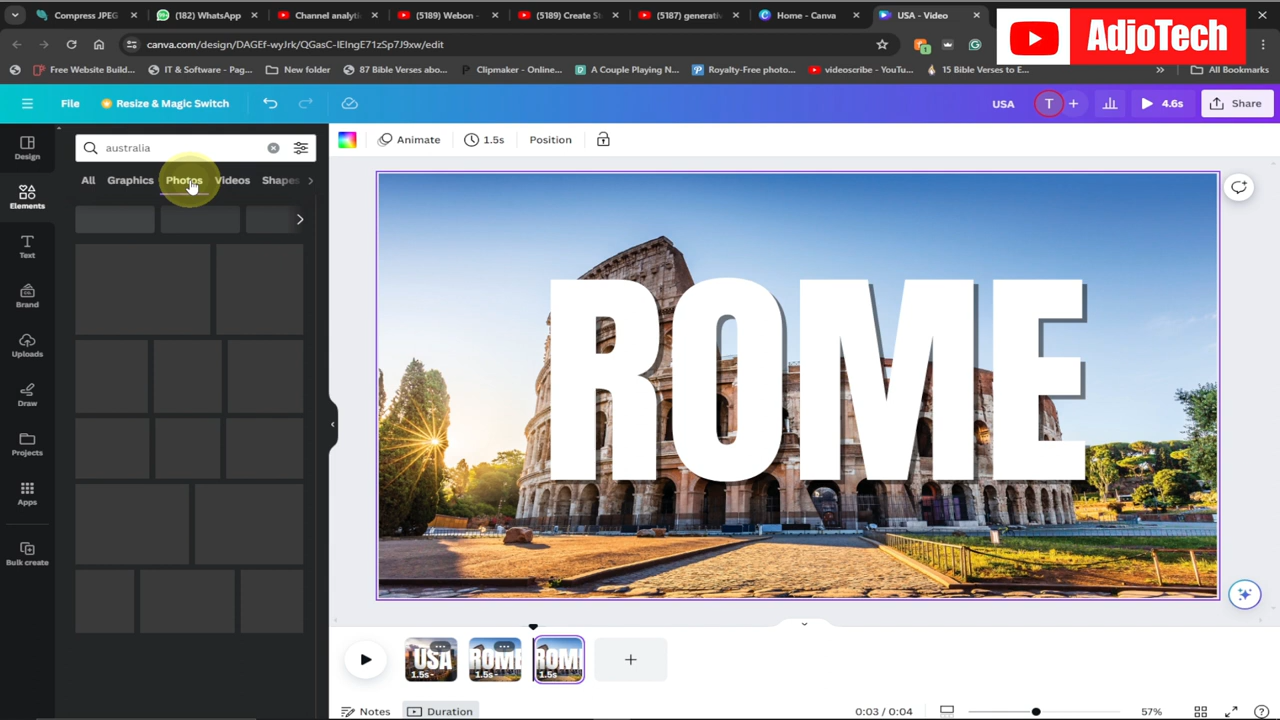 Compress JPEG
(182) WhatsApp
Channel analyti
(5189) Webon -
(5189) Create S
(5187) generati
Home - Canva
USA - Video
AdjoTech
canva.com/design/DAGEf-wyJrk/QGasC-IEIngE71zSp7J9xw/edit
1
Free Website Build...
IT & Software - Pag...
New folder
87 Bible Verses abo...
Clipmaker - Online...
A Couple Playing N...
Royalty-free photo...
videoscribe - YouTu...
15 Bible Verses to E...
All Bookmarks
File
Resize & Magic Switch
USA
T
4.6s
Share
Design
Elements
Text
Brand
Uploads
Draw
Projects
Apps
Bulk create
australia
All
Graphics
Photos
Videos
Shapes
Animate
1.5s
Position
ROME
USA
1.5s
ROME
1.5s
ROM
1.5s
Notes
Duration
0:03 / 0:04
57%